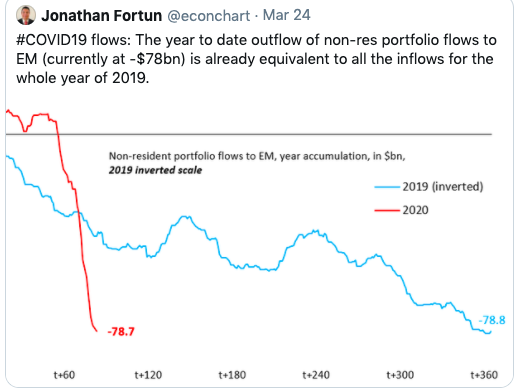 Jonathan Fortun @econchart · Mar 24
#COVID19 flows: The year to date outflow of non-res portfolio flows to
EM (currently at -$78bn) is already equivalent to all the inflows for the
whole year of 2019.
Non-resident portfolio flows to EM, year accumulation, in $bn,
2019 inverted scale
2019 (inverted)
2020
-78.8
-78.7
t+60 t+120 t+180 t+240 t+300 t+360